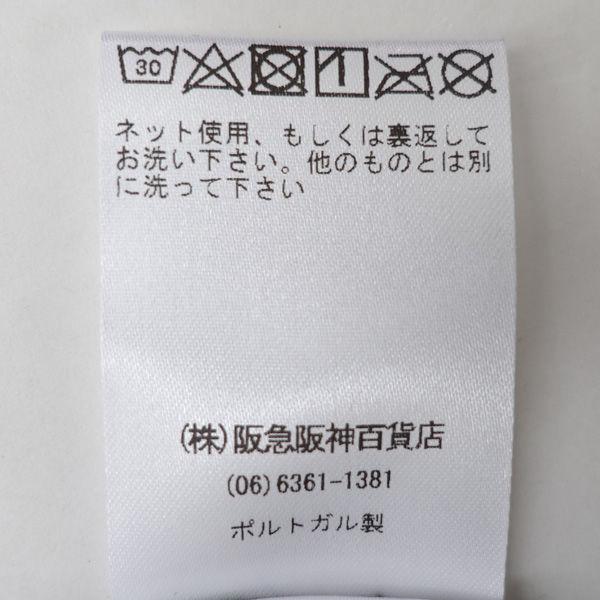 30
ネット使用、もしくは裏返して
お洗い下さい。他のものとは別
に洗って下さい
(株)阪急阪神百貨店
(06)6361-1381
ポルトガル製